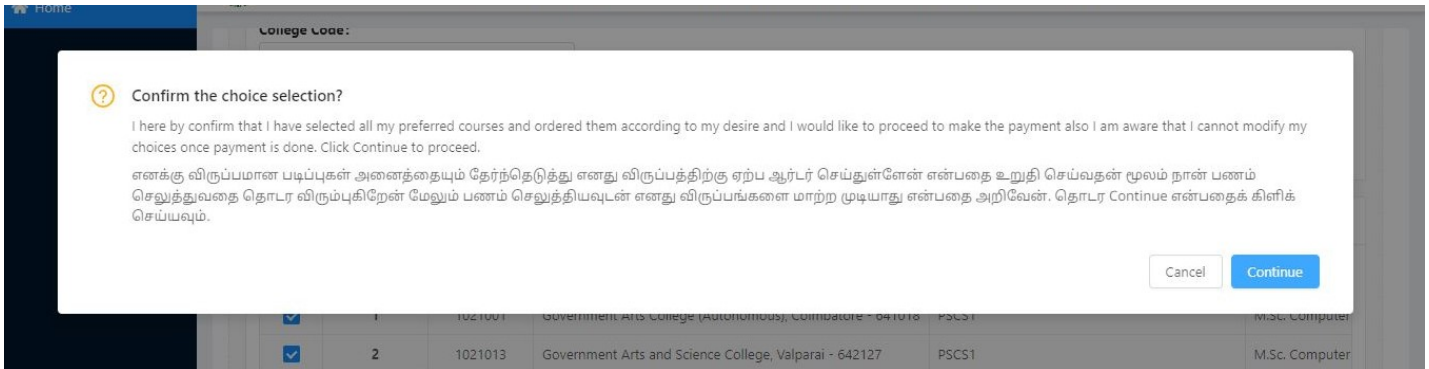 Home
College Code:
Confirm the choice selection?
I here by confirm that I have selected all my preferred courses and ordered them according to my desire and I would like to proceed to make the payment also I am aware that I cannot modify my
choices once payment is done. Click Continue to proceed.
எனக்கு விருப்பமான படிப்புகள் அனைத்தையும் தேர்ந்தெடுத்து எனது விருப்பத்திற்கு ஏற்ப ஆர்டர் செய்துள்ளேன் என்பதை உறுதி செய்வதன் மூலம் நான் பணம்
செலுத்துவதை தொடர விரும்புகிறேன் மேலும் பணம் செலுத்தியவுடன் எனது விருப்பங்களை மாற்ற முடியாது என்பதை அறிவேன். தொடர Continue என்பதைக் கிளிக்
செய்யவும்.
Cancel Continue
1 1021001 Government Arts College (Autonomous), Coimbatore - 641018 PSCS1 M.Sc. Computer
2 1021013 Government Arts and Science College, Valparai - 642127 PSCS1 M.Sc. Computer